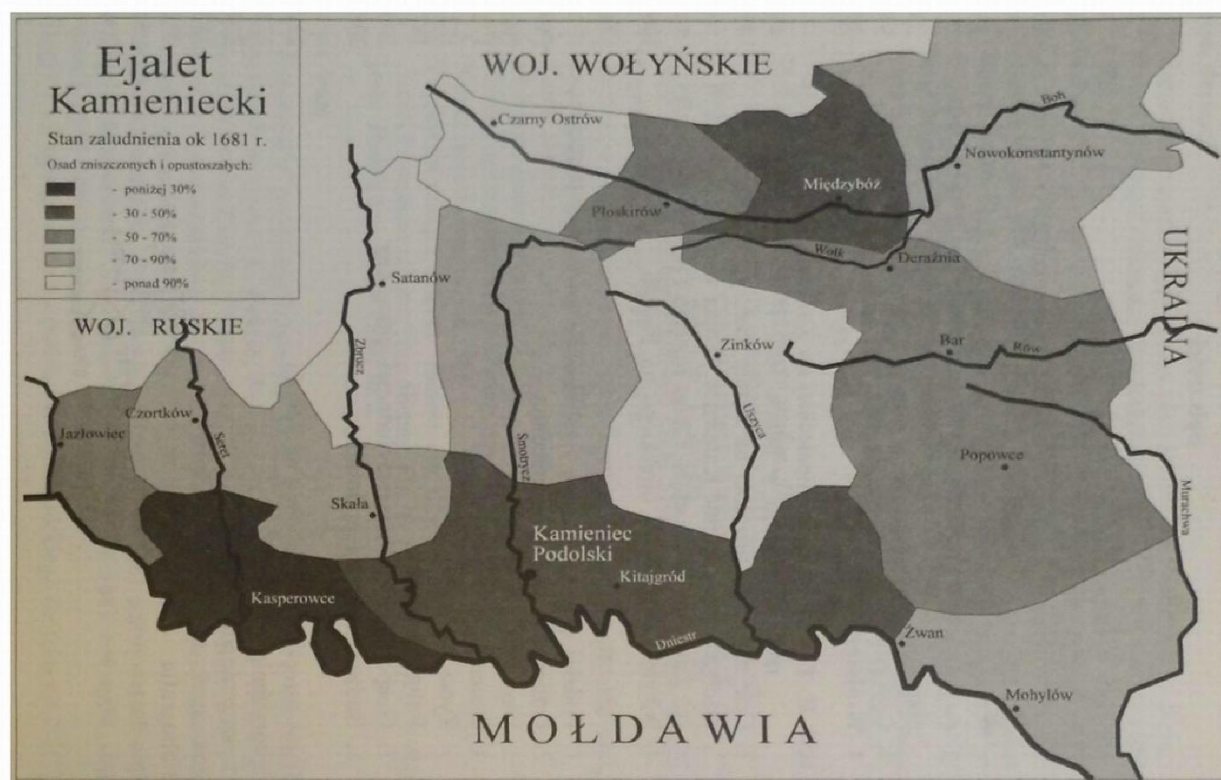 Ejalet
Kamieniecki
Stan zaludnienia ok 1681 r.
Osad zniszczonych i opustoszałych:
- poniżej 30%
- 30 - 50%
- 50 - 70%
- 70 - 90%
- ponad 90%
WOJ. WOŁYŃSKIE
Czarny Ostrów
Boh
Nowokonstantynów
Międzybóż
Płoskirów
Wołk
Derażnia
UKRAINA
Satanów
WOJ. RUSKIE
Zbrucz
Zinków
Bar
Rów
Czortków
Jazłowiec
Seret
Smotrycz
Uszyca
Popowce
Murachwa
Skała
Kamieniec
Podolski
Kitajgród
Kasperowce
Dniestr
Żwan
Mohylów
MOŁDAWIA